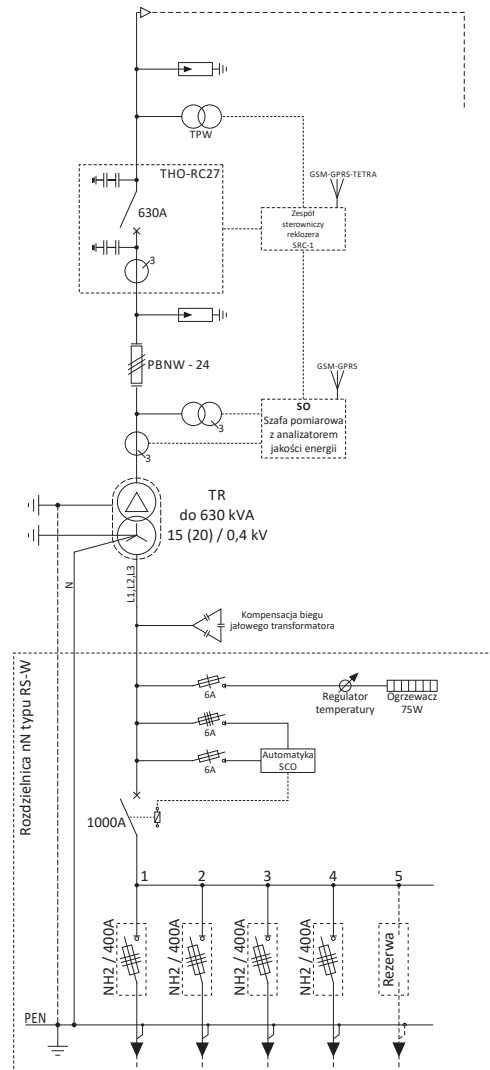 TPW
THO-RC27
GSM-GPRS-TETRA
630A
Zespół
sterowniczy
reklozera
SRC-1
3
PBNW - 24
GSM-GPRS
SO
Szafa pomiarowa
z analizatorem
jakości energii
3
3
TR
do 630 kVA
15 (20) / 0,4 kV
N
L1,L2,L3
Kompensacja biegu
jałowego transformatora
Rozdzielnica nN typu RS-W
6A
Regulator
temperatury
Ogrzewacz
75W
6A
6A
Automatyka
SCO
1000A
1
2
3
4
5
NH2 / 400A
NH2 / 400A
NH2 / 400A
NH2 / 400A
Rezerwa
PEN